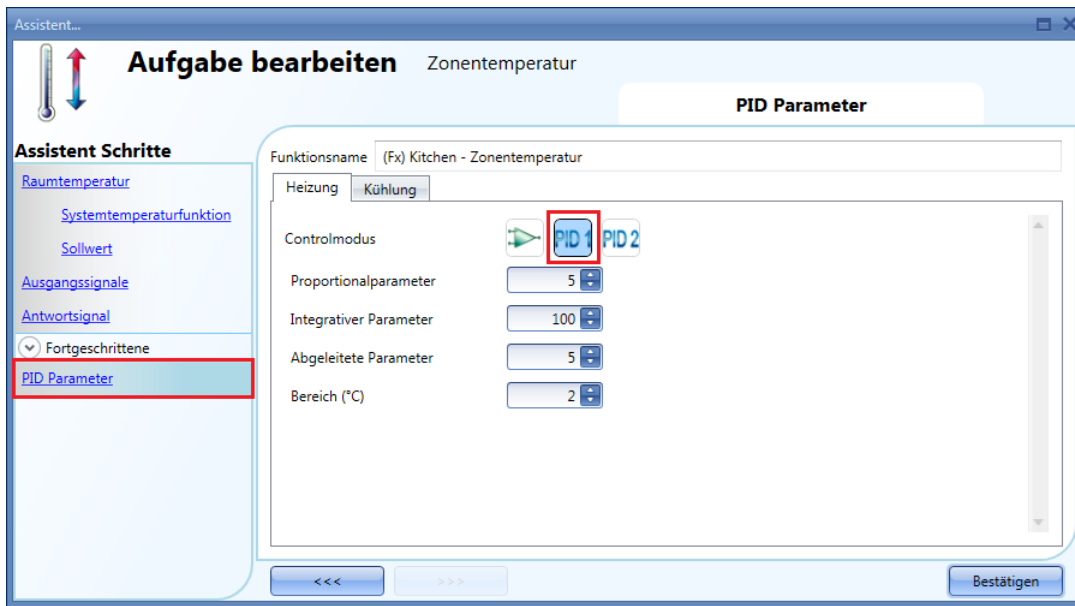 Assistent...
Aufgabe bearbeiten Zonentemperatur
PID Parameter
Assistent Schritte
Raumtemperatur
Systemtemperaturfunktion
Sollwert
Ausgangssignale
Antwortsignal
Fortgeschrittene
PID Parameter
Funktionsname (Fx) Kitchen - Zonentemperatur
Heizung Kühlung
Controlmodus PID 1 PID 2
Proportionalparameter 5
Integrativer Parameter 100
Abgeleitete Parameter 5
Bereich (°C) 2
<<< >>> Bestätigen